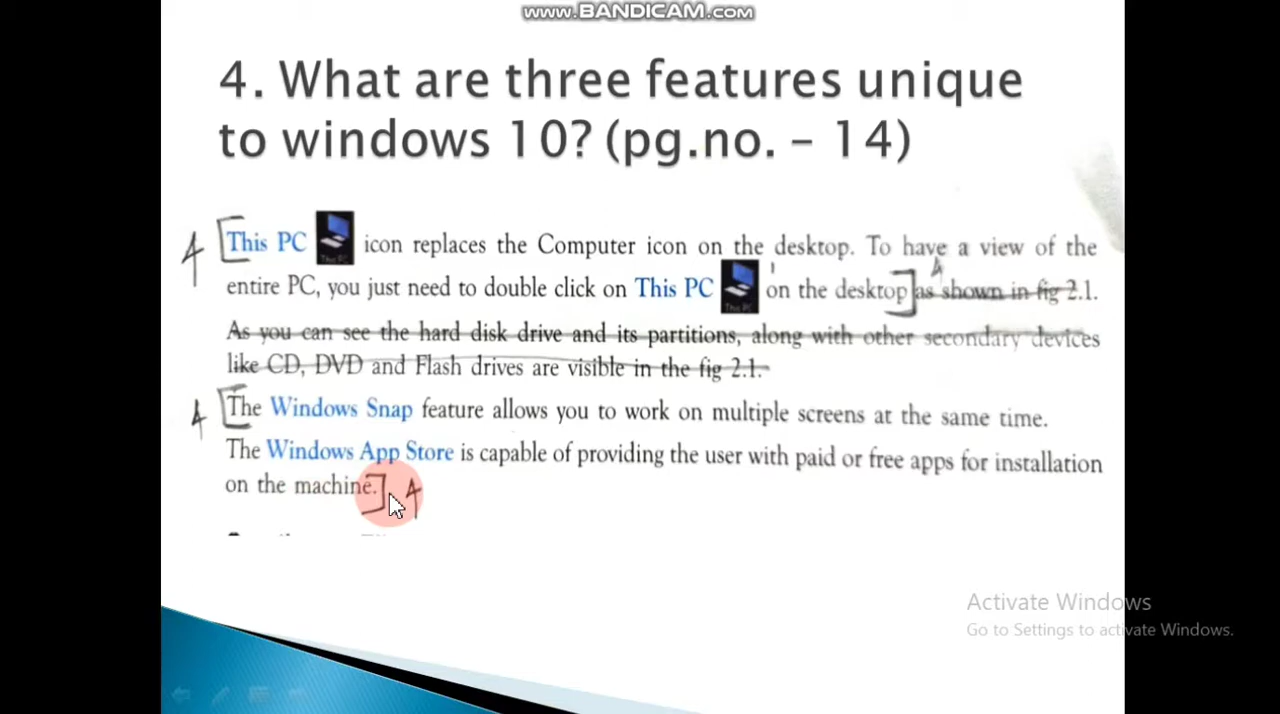 www.BANDICAM.com
4. What are three features unique
to windows 10? (pg.no. – 14)
4 [This PC icon replaces the Computer icon on the desktop. To have a view of the
entire PC, you just need to double click on This PC on the desktop] 4 as shown in fig 2.1.
As you can see the hard disk drive and its partitions, along with other secondary devices
like CD, DVD and Flash drives are visible in the fig 2.1.
4 [The Windows Snap feature allows you to work on multiple screens at the same time.
The Windows App Store is capable of providing the user with paid or free apps for installation
on the machine.] 4
Activate Windows
Go to Settings to activate Windows.